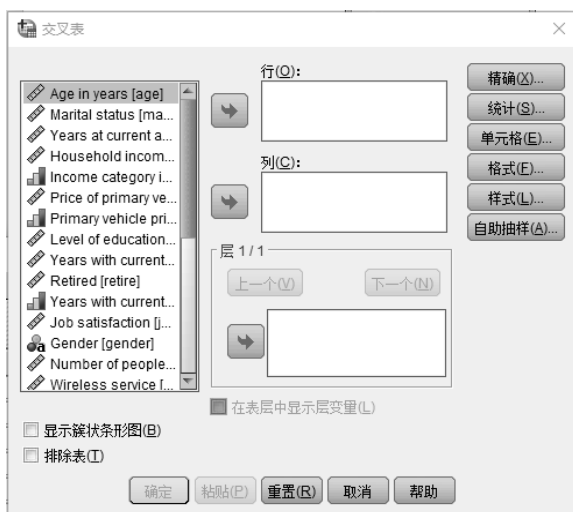 交叉表
Age in years [age]
Marital status [ma...
Years at current a...
Household incom...
Income category i...
Price of primary ve...
Primary vehicle pri...
Level of education...
Years with current...
Retired [retire]
Years with current...
Job satisfaction [j...
Gender [gender]
Number of people...
Wireless service [...
行(O):
列(C):
层 1 / 1
上一个(V)
下一个(N)
在表层中显示层变量(L)
精确(X)...
统计(S)...
单元格(E)...
格式(F)...
样式(L)...
自助抽样(A)...
显示簇状条形图(B)
排除表(T)
确定
粘贴(P)
重置(R)
取消
帮助